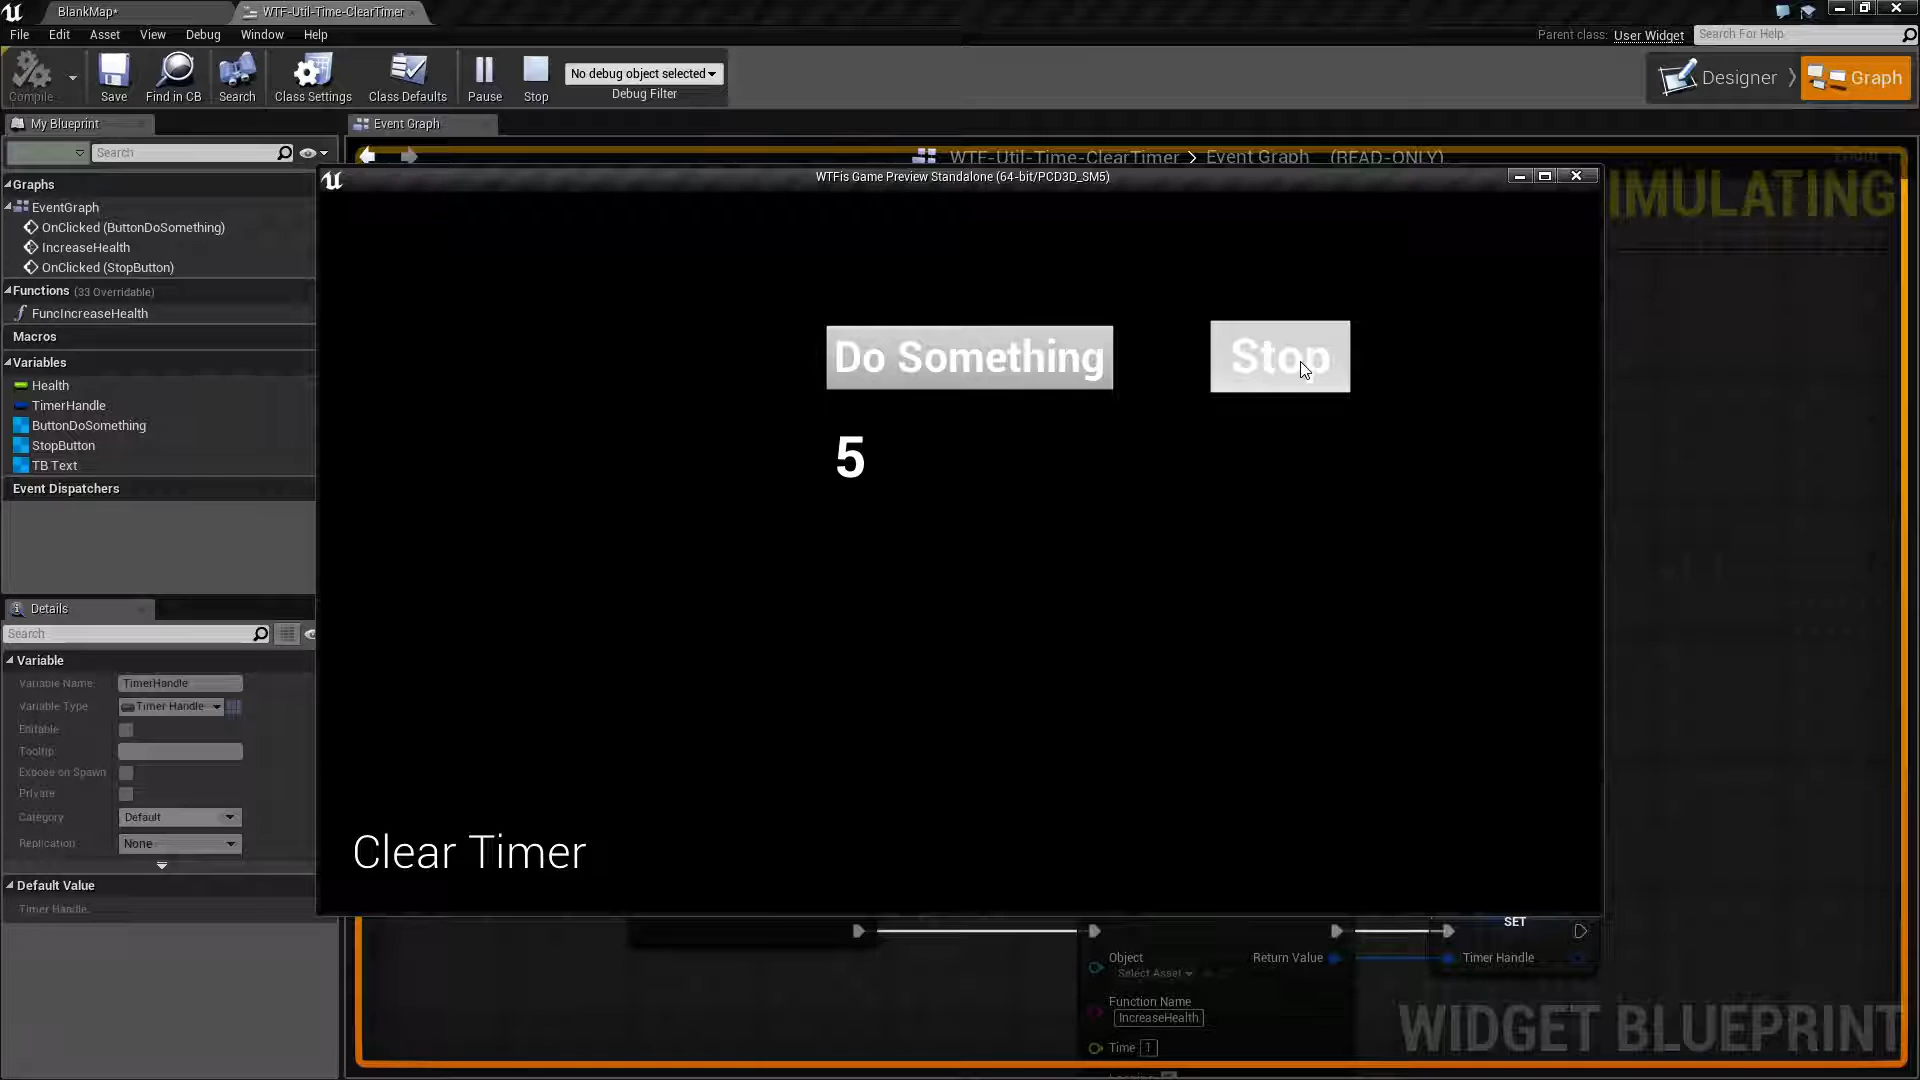 BlankMap*
WTF-Util-Time-ClearTimer
File Edit Asset View Debug Window Help
Parent class: User Widget
Search For Help
Compile
Save
Find in CB
Search
Class Settings
Class Defaults
Pause
Stop
No debug object selected
Debug Filter
Designer
Graph
My Blueprint
Event Graph
Search
WTF-Util-Time-ClearTimer > Event Graph (READ-ONLY)
WTFis Game Preview Standalone (64-bit/PCD3D_SM5)
IMULATING
Graphs
EventGraph
OnClicked (ButtonDoSomething)
IncreaseHealth
OnClicked (StopButton)
Functions (33 Overridable)
FuncIncreaseHealth
Macros
Variables
Health
TimerHandle
ButtonDoSomething
StopButton
TB Text
Event Dispatchers
Do Something
Stop
5
Clear Timer
Details
Search
Variable
Variable Name TimerHandle
Variable Type Timer Handle
Editable
Tooltip
Expose on Spawn
Private
Category Default
Replication None
Default Value
Timer Handle
SET
Object
Select Asset
Return Value
Timer Handle
Function Name
IncreaseHealth
Time 1
WIDGET BLUEPRINT